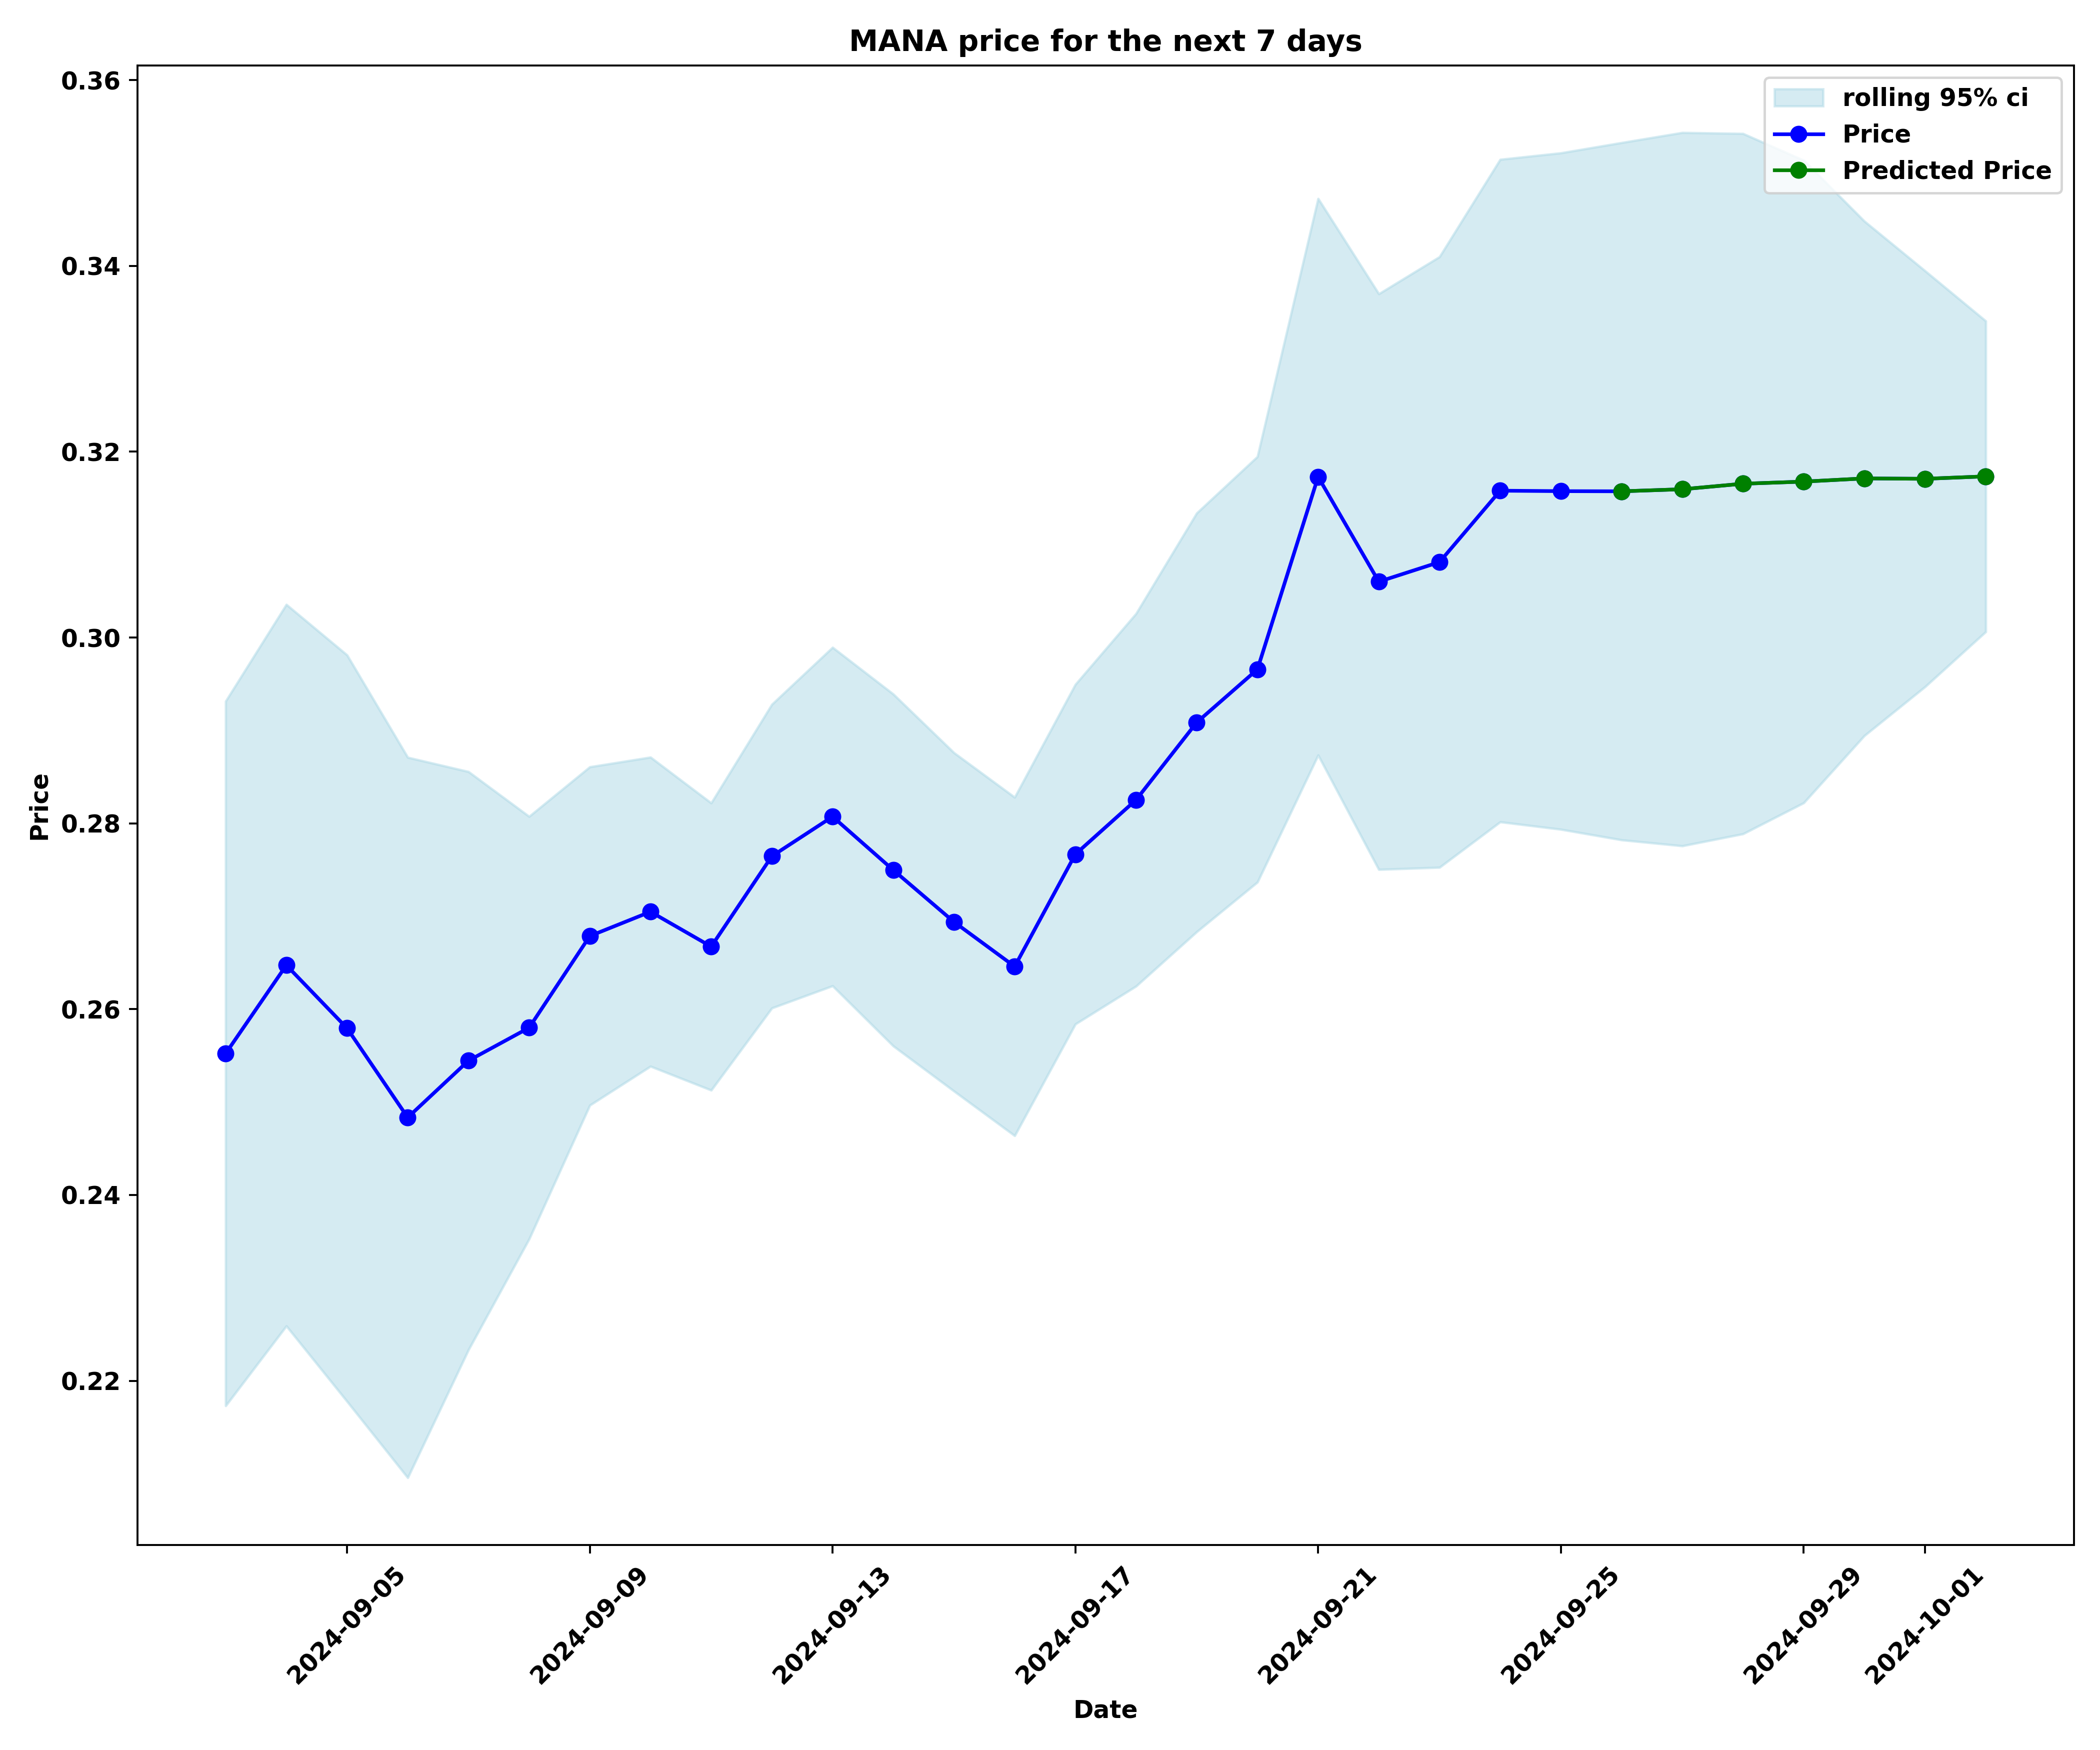 MANA price for the next 7 days
rolling 95% ci
Price
Predicted Price
0.36
0.34
0.32
0.30
0.28
0.26
0.24
0.22
Price
2024-09-05
2024-09-09
2024-09-13
2024-09-17
2024-09-21
2024-09-25
2024-09-29
2024-10-01
Date